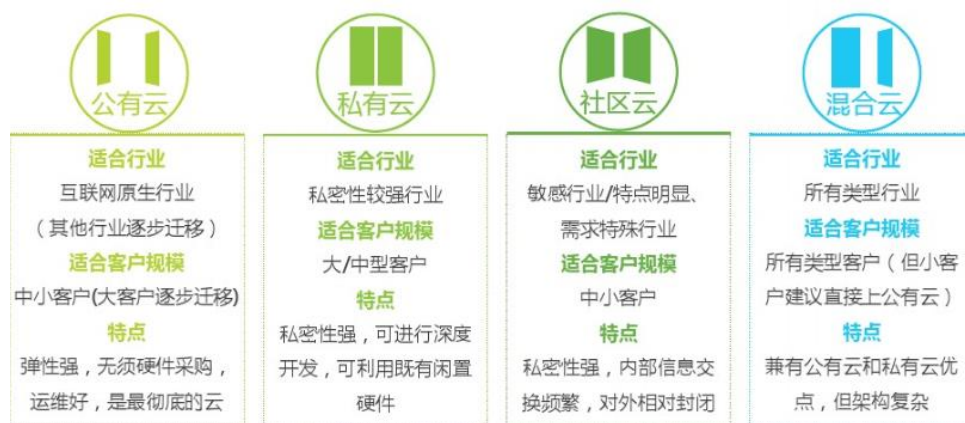 公有云
适合行业
互联网原生行业
（其他行业逐步迁移）
适合客户规模
中小客户(大客户逐步迁移)
特点
弹性强，无须硬件采购，
运维好，是最彻底的云
私有云
适合行业
私密性较强行业
适合客户规模
大/中型客户
特点
私密性强，可进行深度
开发，可利用既有闲置
硬件
社区云
适合行业
敏感行业/特点明显、
需求特殊行业
适合客户规模
中小客户
特点
私密性强，内部信息交
换频繁，对外相对封闭
混合云
适合行业
所有类型行业
适合客户规模
所有类型客户（但小客
户建议直接上公有云）
特点
兼有公有云和私有云优
点，但架构复杂